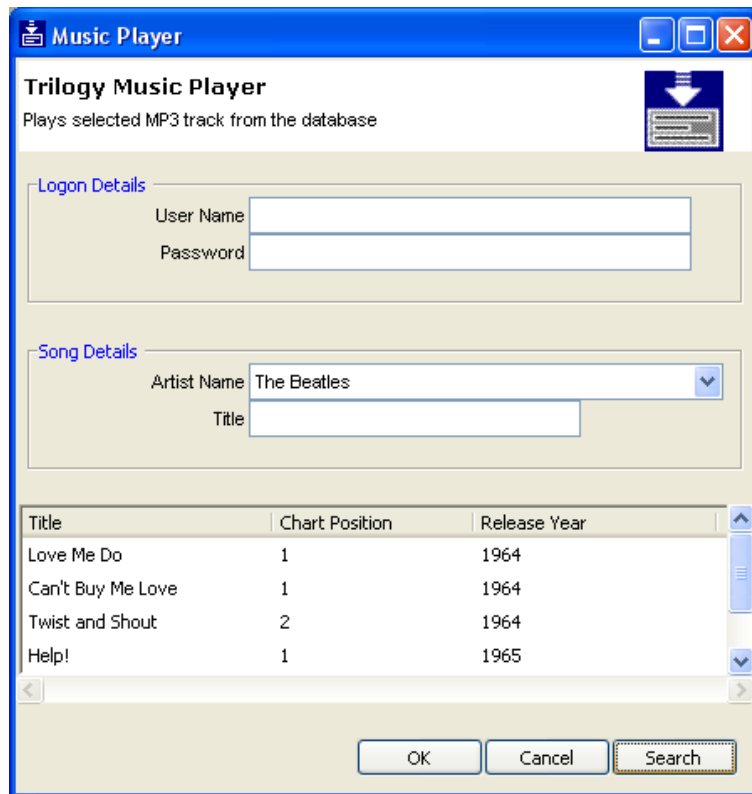 Music Player
Trilogy Music Player
Plays selected MP3 track from the database
Logon Details
User Name
Password
Song Details
Artist Name The Beatles
Title
Title Chart Position Release Year
Love Me Do 1 1964
Can't Buy Me Love 1 1964
Twist and Shout 2 1964
Help! 1 1965
OK Cancel Search